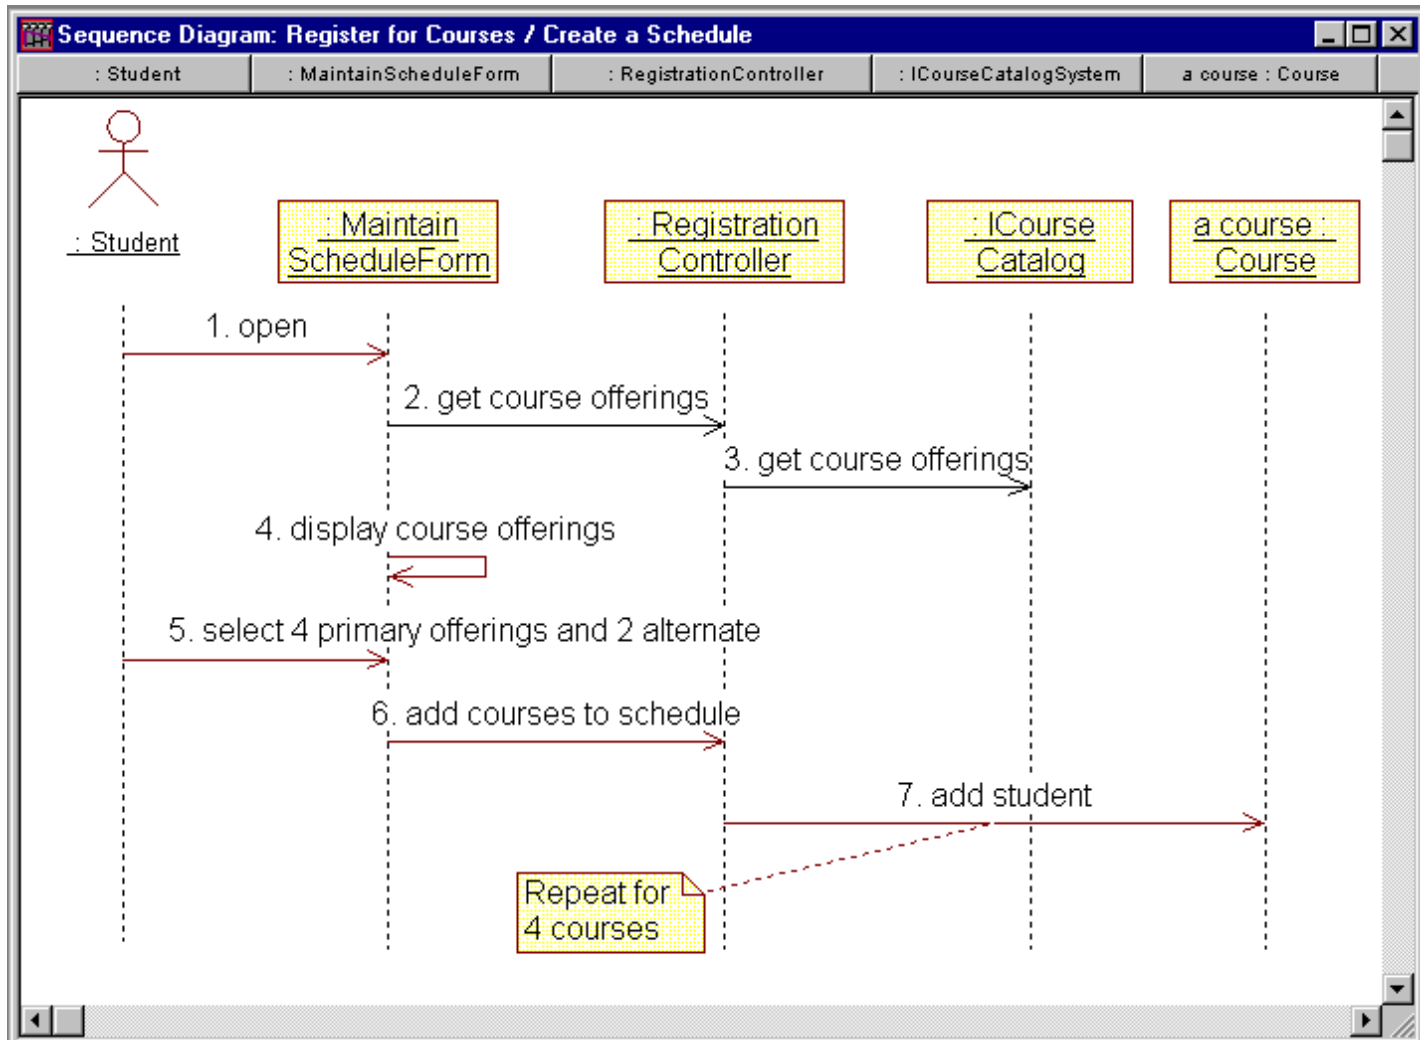 Sequence Diagram: Register for Courses / Create a Schedule
: Student
: MaintainScheduleForm
: RegistrationController
: ICourseCatalogSystem
a course : Course
: Student
: Maintain
ScheduleForm
: Registration
Controller
: ICourse
Catalog
a course :
Course
1. open
2. get course offerings
3. get course offerings
4. display course offerings
5. select 4 primary offerings and 2 alternate
6. add courses to schedule
7. add student
Repeat for
4 courses